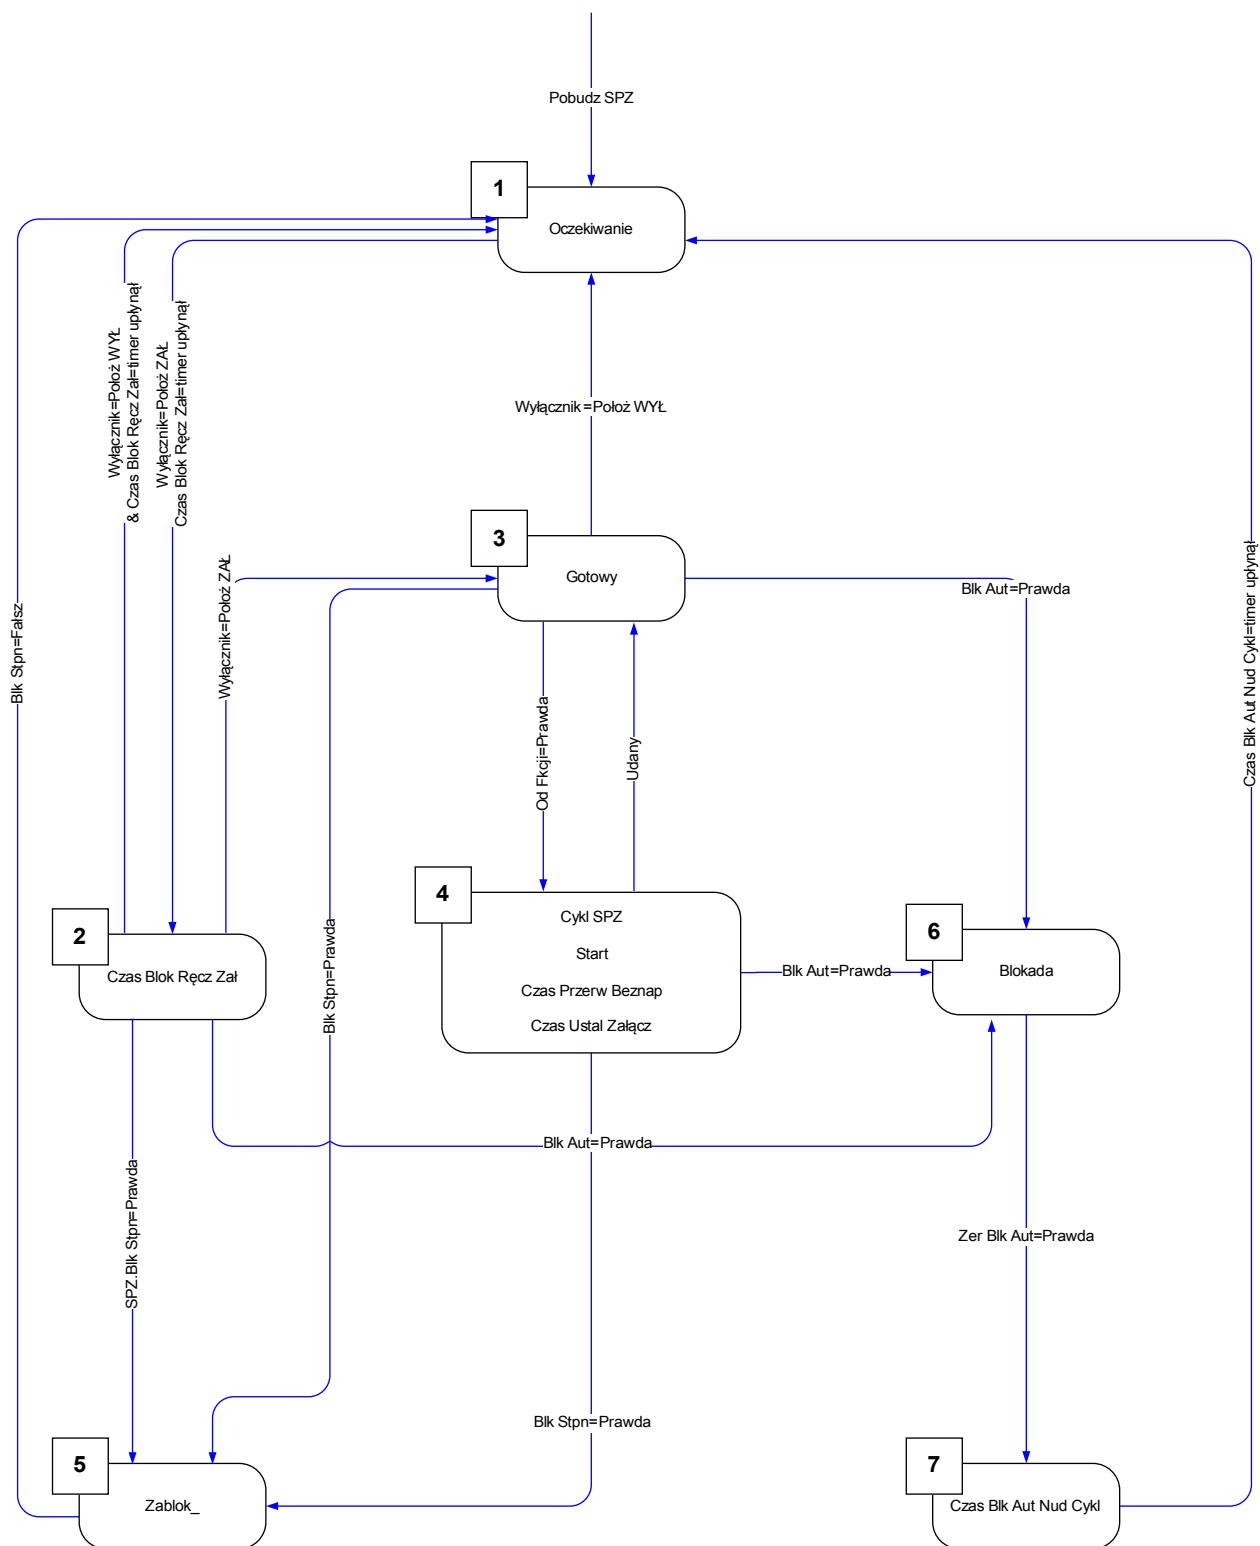 Pobudz SPZ
1
Oczekiwanie
Wyłącznik=Położ WYŁ
& Czas Blok Ręcz Zał=timer upłynął
Wyłącznik=Położ ZAŁ
Czas Blok Ręcz Zał=timer upłynął
Wyłącznik=Położ WYŁ
3
Gotowy
Blk Aut=Prawda
Wyłącznik=Położ ZAŁ
Blk Stpn=Fałsz
Czas Blk Aut Nud Cykl=timer upłynął
Od Fkcji=Prawda
Udany
4
Cykl SPZ
Start
Czas Przerw Beznap
Czas Ustal Załącz
2
Czas Blok Ręcz Zał
Blk Stpn=Prawda
Blk Aut=Prawda
6
Blokada
Blk Aut=Prawda
SPZ.Blk Stpn=Prawda
Zer Blk Aut=Prawda
Blk Stpn=Prawda
5
Zablok_
7
Czas Blk Aut Nud Cykl